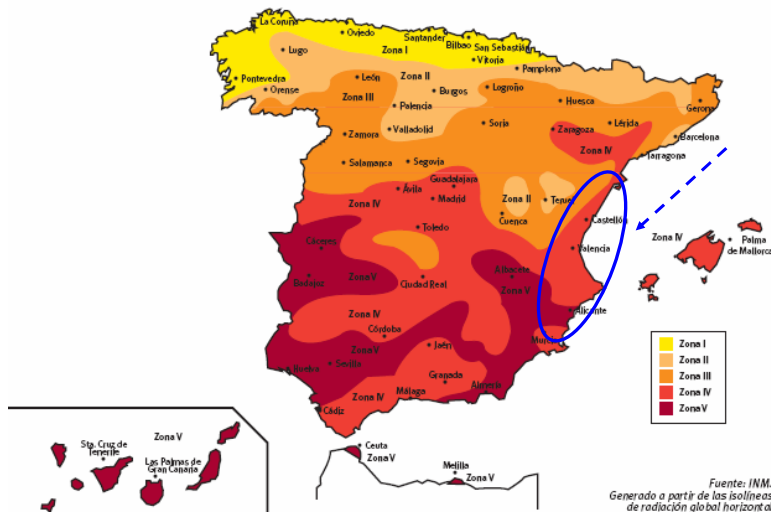 La Coruña
Oviedo
Santander
Bilbao
San Sebastián
Zona I
Vitoria
Lugo
Pamplona
Pontevedra
Orense
León
Zona II
Burgos
Logroño
Huesca
Gerona
Zona III
Palencia
Valladolid
Soria
Zaragoza
Lérida
Barcelona
Zamora
Zona IV
Tarragona
Salamanca
Segovia
Ávila
Guadalajara
Madrid
Zona IV
Zona II
Teruel
Cuenca
Castellón
Toledo
Zona IV
Palma
de Mallorca
Cáceres
Valencia
Badajoz
Zona V
Ciudad Real
Albacete
Zona V
Zona IV
Alicante
Córdoba
Murcia
Zona V
Jaén
Huelva
Sevilla
Granada
Zona IV
Málaga
Almería
Cádiz
Zona I
Zona II
Zona III
Zona IV
Zona V
Zona V
Sta. Cruz de
Tenerife
Las Palmas de
Gran Canaria
Ceuta
Zona V
Melilla
Zona V
Fuente: INM.
Generado a partir de las isolíneas
de radiación global horizontal